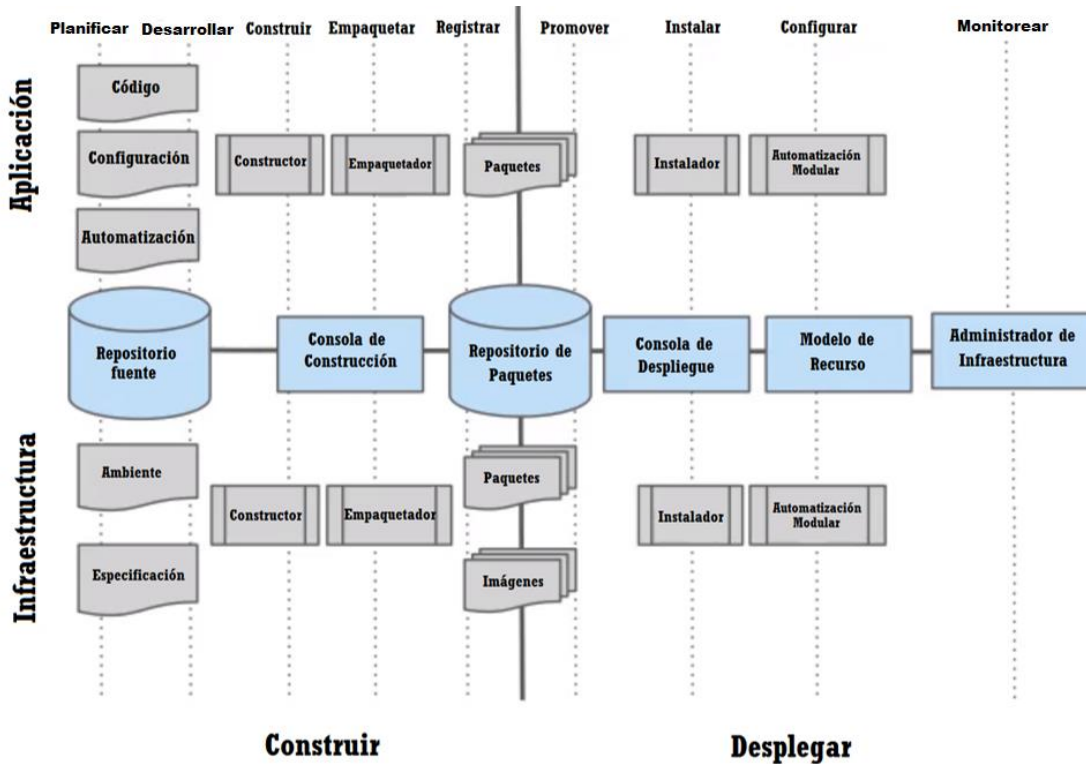 Planificar
Desarrollar
Construir
Empaquetar
Registrar
Promover
Instalar
Configurar
Monitorear
Aplicación
Código
Configuración
Automatización
Constructor
Empaquetador
Paquetes
Instalador
Automatización
Modular
Repositorio
fuente
Consola de
Construcción
Repositorio de
Paquetes
Consola de
Despliegue
Modelo de
Recurso
Administrador de
Infraestructura
Infraestructura
Ambiente
Especificación
Constructor
Empaquetador
Paquetes
Imágenes
Instalador
Automatización
Modular
Construir
Desplegar